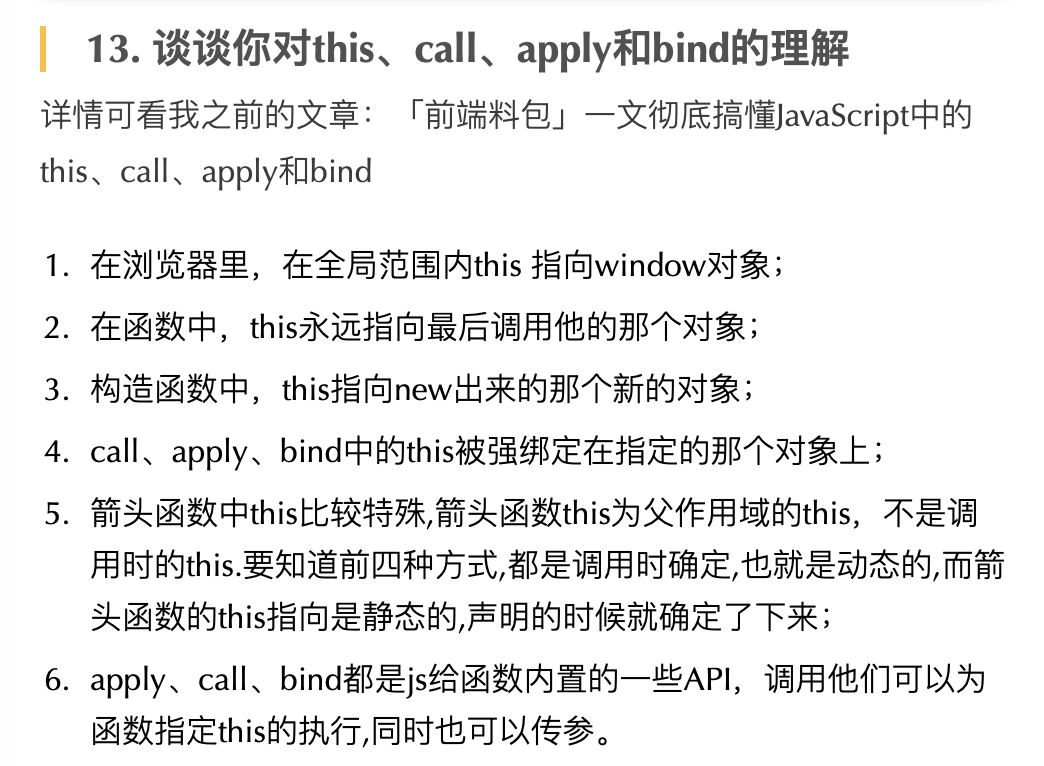 13. 谈谈你对this、call、apply和bind的理解
详情可看我之前的文章：「前端料包」一文彻底搞懂JavaScript中的
this、call、apply和bind
1. 在浏览器里，在全局范围内this 指向window对象；
2. 在函数中，this永远指向最后调用他的那个对象；
3. 构造函数中，this指向new出来的那个新的对象；
4. call、apply、bind中的this被强绑定在指定的那个对象上；
5. 箭头函数中this比较特殊,箭头函数this为父作用域的this，不是调
用时的this.要知道前四种方式,都是调用时确定,也就是动态的,而箭
头函数的this指向是静态的,声明的时候就确定了下来；
6. apply、call、bind都是js给函数内置的一些API，调用他们可以为
函数指定this的执行,同时也可以传参。